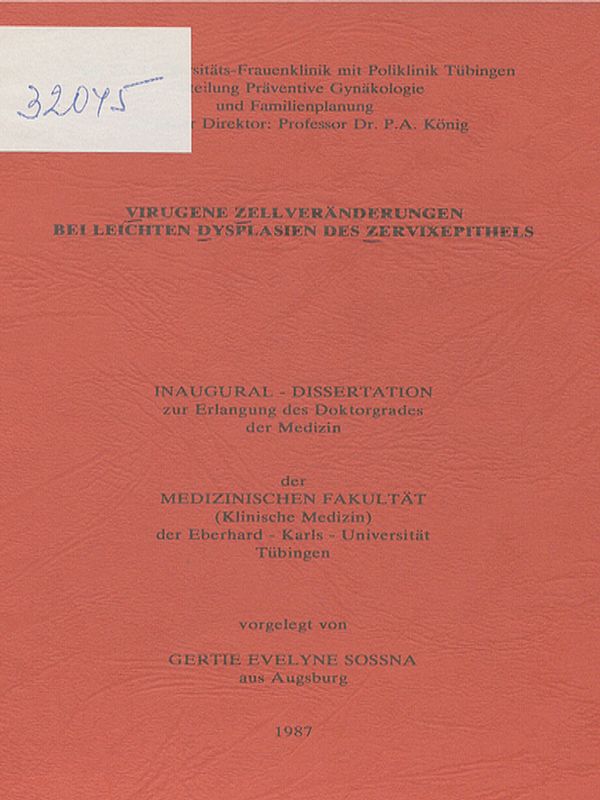 32045
rsitäts-Frauenklinik mit Poliklinik Tübingen
teilung Präventive Gynäkologie
und Familienplanung
r Direktor: Professor Dr. P.A. König
VIRUGENE ZELLVERÄNDERUNGEN
BEI LEICHTEN DYSPLASIEN DES ZERVIXEPITHELS
INAUGURAL - DISSERTATION
zur Erlangung des Doktorgrades
der Medizin
der
MEDIZINISCHEN FAKULTÄT
(Klinische Medizin)
der Eberhard - Karls - Universität
Tübingen
vorgelegt von
GERTIE EVELYNE SOSSNA
aus Augsburg
1987